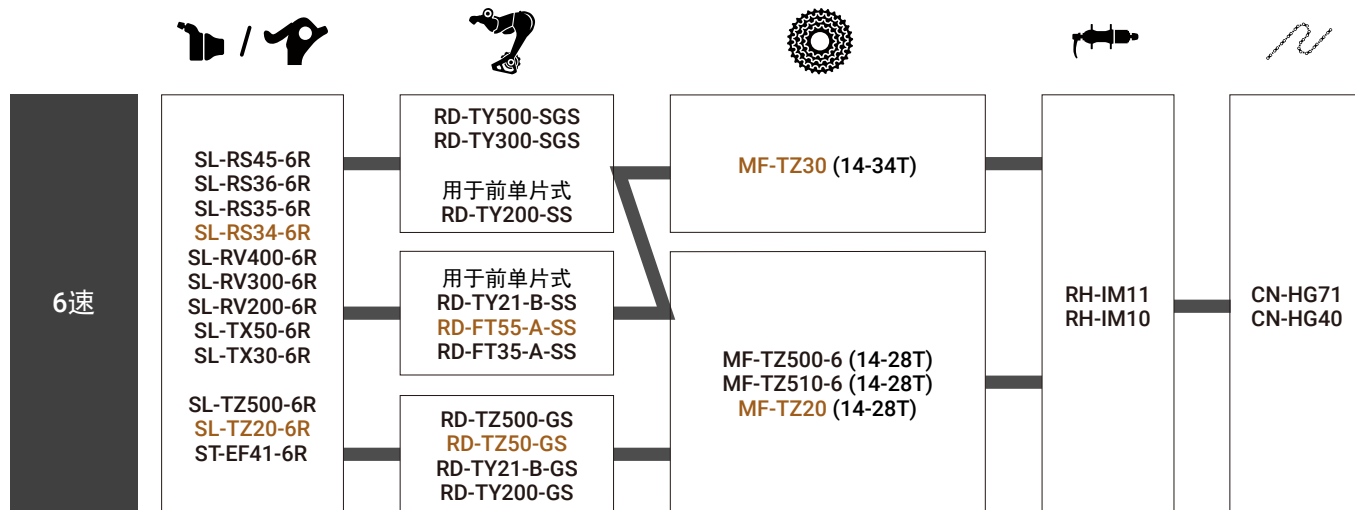 6速
SL-RS45-6R
SL-RS36-6R
SL-RS35-6R
SL-RS34-6R
SL-RV400-6R
SL-RV300-6R
SL-RV200-6R
SL-TX50-6R
SL-TX30-6R
SL-TZ500-6R
SL-TZ20-6R
ST-EF41-6R
RD-TY500-SGS
RD-TY300-SGS
用于前单片式
RD-TY200-SS
用于前单片式
RD-TY21-B-SS
RD-FT55-A-SS
RD-FT35-A-SS
RD-TZ500-GS
RD-TZ50-GS
RD-TY21-B-GS
RD-TY200-GS
MF-TZ30 (14-34T)
MF-TZ500-6 (14-28T)
MF-TZ510-6 (14-28T)
MF-TZ20 (14-28T)
RH-IM11
RH-IM10
CN-HG71
CN-HG40